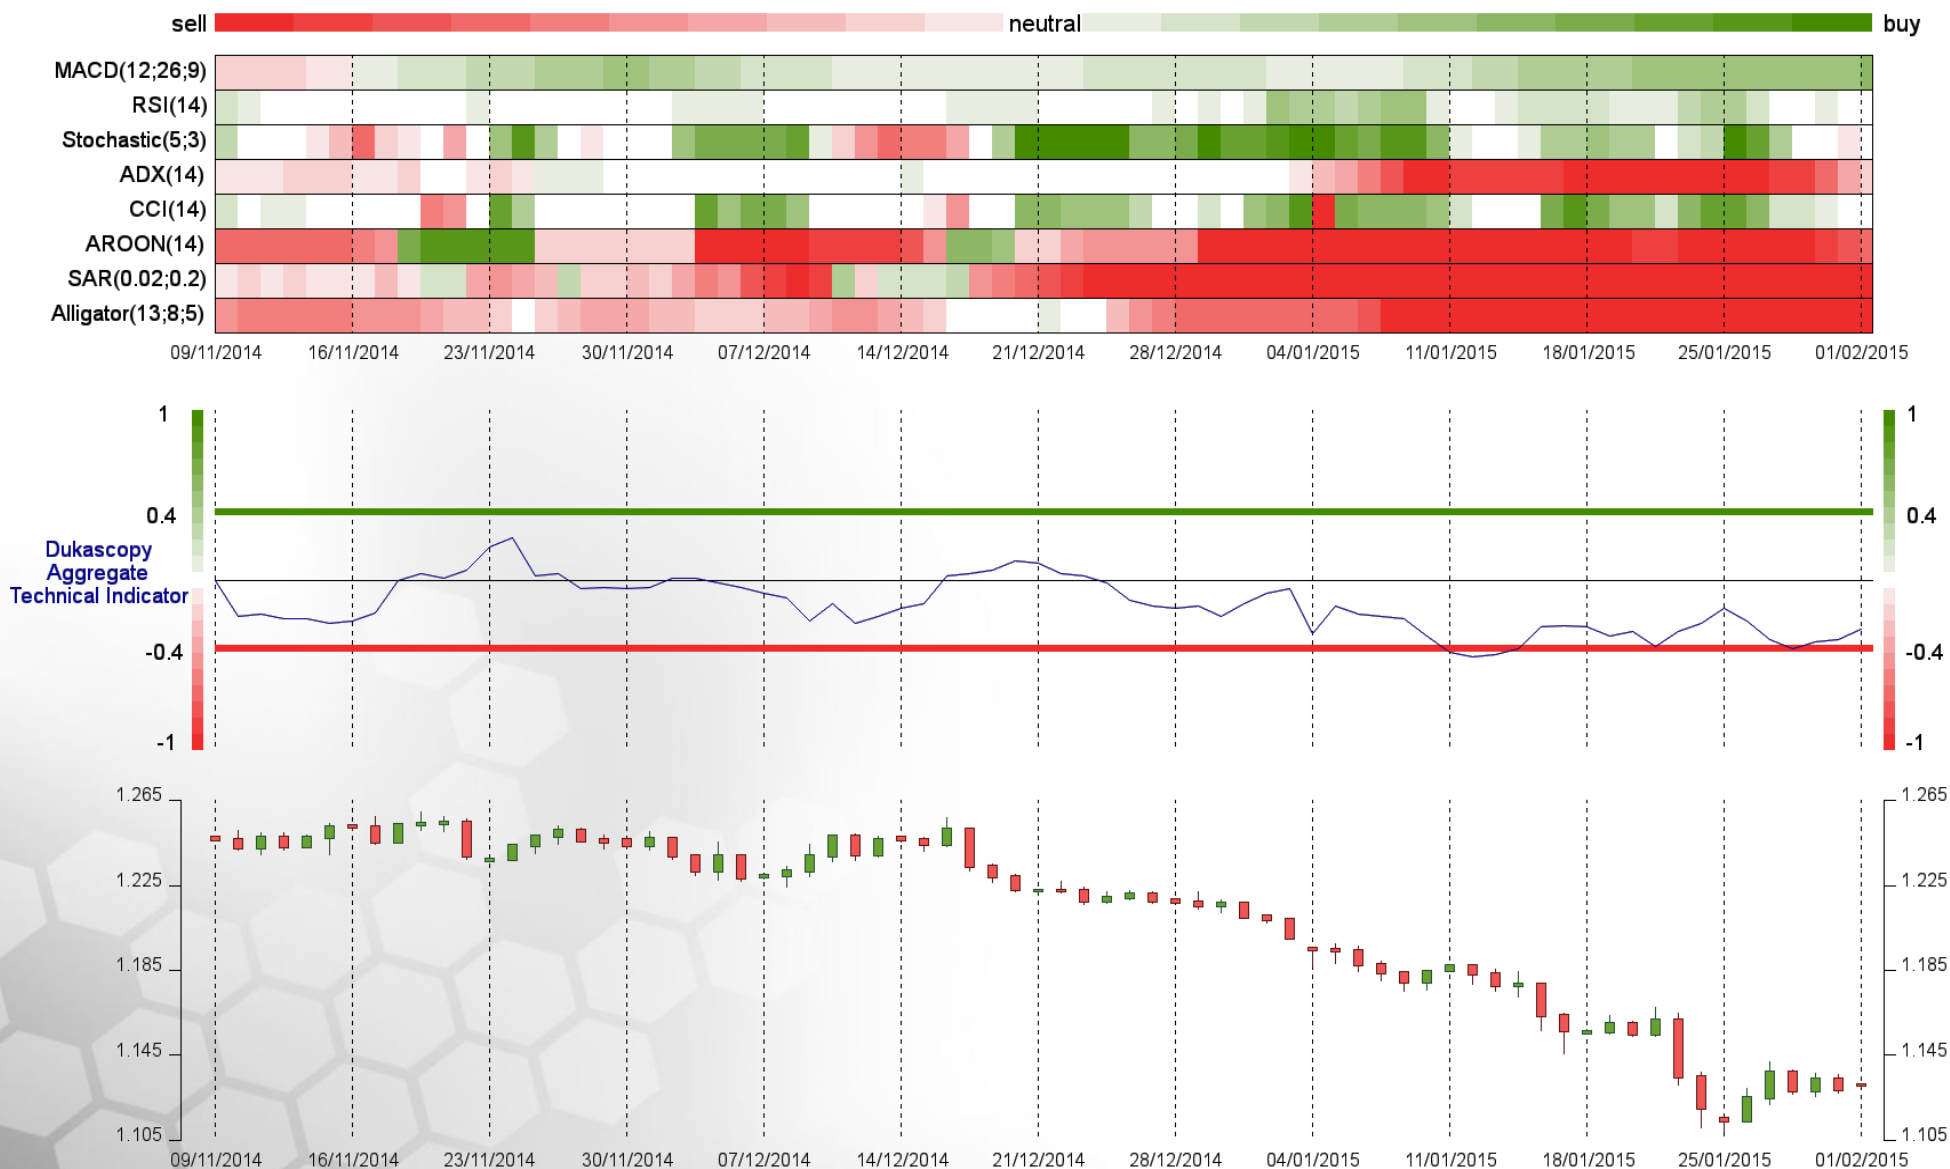 sell neutral buy
MACD(12;26;9)
RSI(14)
Stochastic(5;3)
ADX(14)
CCI(14)
AROON(14)
SAR(0.02;0.2)
Alligator(13;8;5)
09/11/2014 16/11/2014 23/11/2014 30/11/2014 07/12/2014 14/12/2014 21/12/2014 28/12/2014 04/01/2015 11/01/2015 18/01/2015 25/01/2015 01/02/2015
1 1
0.4 0.4
Dukascopy
Aggregate
Technical Indicator
-0.4 -0.4
-1 -1
1.265 1.265
1.225 1.225
1.185 1.185
1.145 1.145
1.105 1.105
09/11/2014 16/11/2014 23/11/2014 30/11/2014 07/12/2014 14/12/2014 21/12/2014 28/12/2014 04/01/2015 11/01/2015 18/01/2015 25/01/2015 01/02/2015